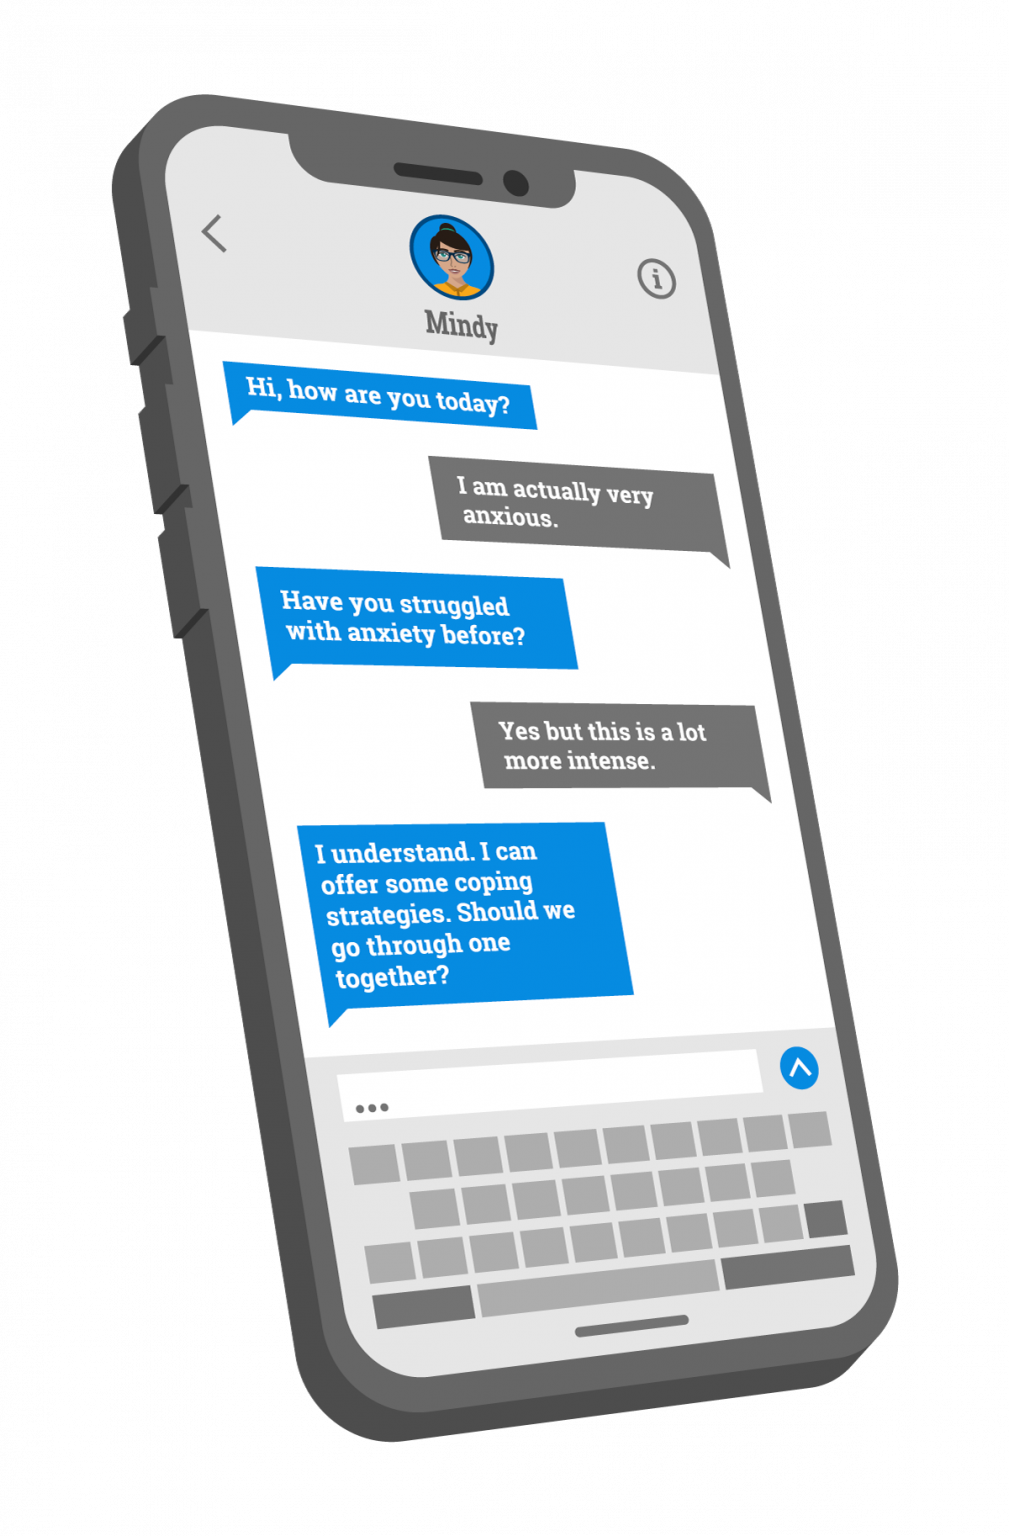 Mindy
Hi, how are you today?
I am actually very
anxious.
Have you struggled
with anxiety before?
Yes but this is a lot
more intense.
I understand. I can
offer some coping
strategies. Should we
go through one
together?
...